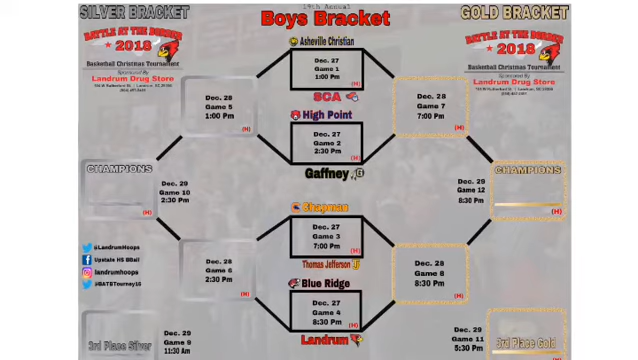 19th Annual
Boys Bracket
SILVER BRACKET
BATTLE AT THE BORDER
2018
Basketball Christmas Tournament
Sponsored By
Landrum Drug Store
GOLD BRACKET
BATTLE AT THE BORDER
2018
Basketball Christmas Tournament
Sponsored By
Landrum Drug Store
Asheville Christian
Dec. 27
Game 1
1:00 Pm
(H)
SCA
High Point
Dec. 27
Game 2
2:30 Pm
(H)
Gaffney
Chapman
Dec. 27
Game 3
7:00 Pm
(H)
Thomas Jefferson
Blue Ridge
Dec. 27
Game 4
8:30 Pm
(H)
Landrum
Dec. 28
Game 5
1:00 Pm
(H)
Dec. 28
Game 6
2:30 Pm
(H)
CHAMPIONS
(H)
Dec. 29
Game 10
2:30 Pm
Dec. 28
Game 7
7:00 Pm
(H)
Dec. 28
Game 8
8:30 Pm
(H)
Dec. 29
Game 12
8:30 Pm
CHAMPIONS
(H)
@LandrumHoops
Upstate HS BBall
landrumhoops
3rd Place Silver
Dec. 29
Game 9
11:30 Am
Dec. 29
Game 11
5:30 Pm
3rd Place Gold
(H)